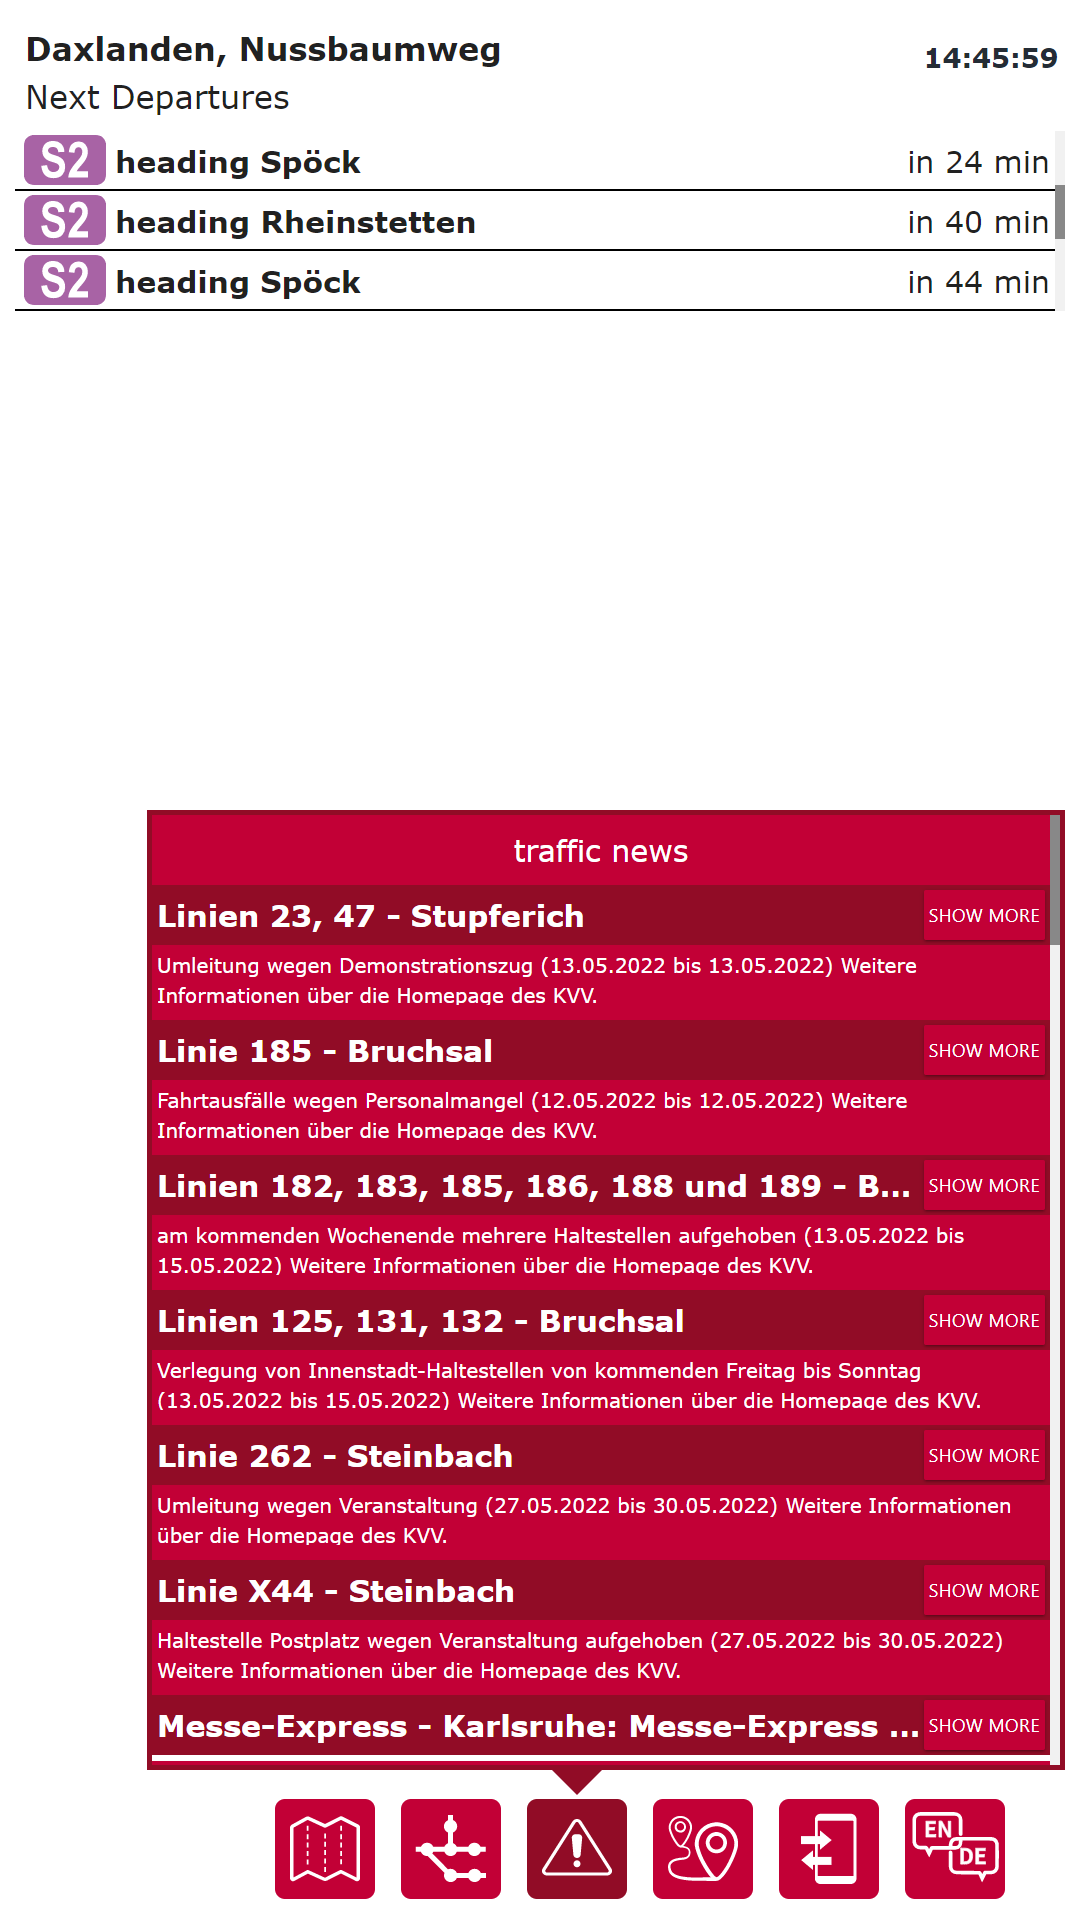 Daxlanden, Nussbaumweg
14:45:59
Next Departures
S2 heading Spöck in 24 min
S2 heading Rheinstetten in 40 min
S2 heading Spöck in 44 min
traffic news
Linien 23, 47 - Stupferich SHOW MORE
Umleitung wegen Demonstrationszug (13.05.2022 bis 13.05.2022) Weitere
Informationen über die Homepage des KVV.
Linie 185 - Bruchsal SHOW MORE
Fahrtausfälle wegen Personalmangel (12.05.2022 bis 12.05.2022) Weitere
Informationen über die Homepage des KVV.
Linien 182, 183, 185, 186, 188 und 189 - B... SHOW MORE
am kommenden Wochenende mehrere Haltestellen aufgehoben (13.05.2022 bis
15.05.2022) Weitere Informationen über die Homepage des KVV.
Linien 125, 131, 132 - Bruchsal SHOW MORE
Verlegung von Innenstadt-Haltestellen von kommenden Freitag bis Sonntag
(13.05.2022 bis 15.05.2022) Weitere Informationen über die Homepage des KVV.
Linie 262 - Steinbach SHOW MORE
Umleitung wegen Veranstaltung (27.05.2022 bis 30.05.2022) Weitere Informationen
über die Homepage des KVV.
Linie X44 - Steinbach SHOW MORE
Haltestelle Postplatz wegen Veranstaltung aufgehoben (27.05.2022 bis 30.05.2022)
Weitere Informationen über die Homepage des KVV.
Messe-Express - Karlsruhe: Messe-Express ... SHOW MORE
EN
DE